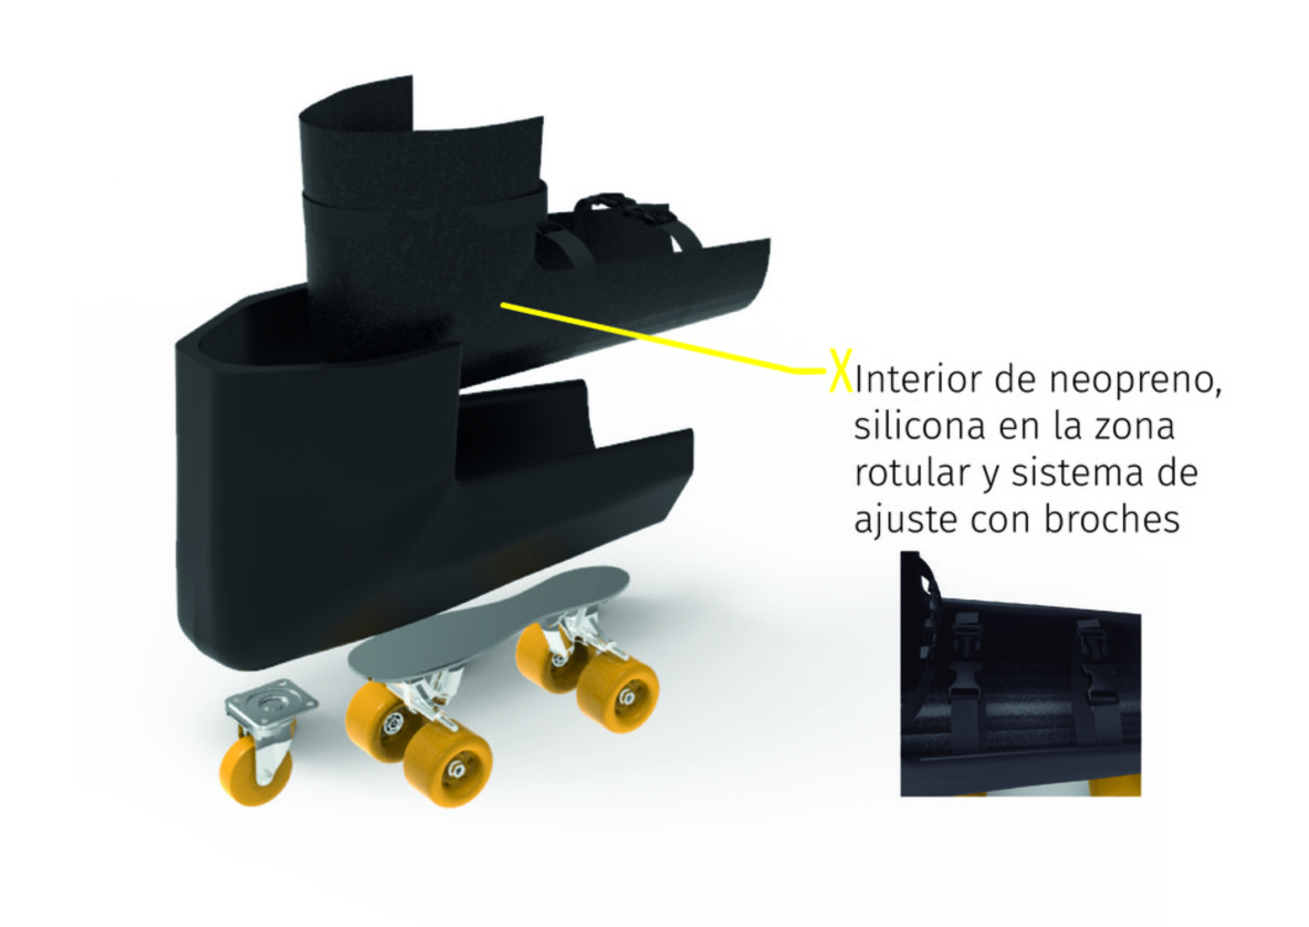 X Interior de neopreno,
silicona en la zona
rotular y sistema de
ajuste con broches